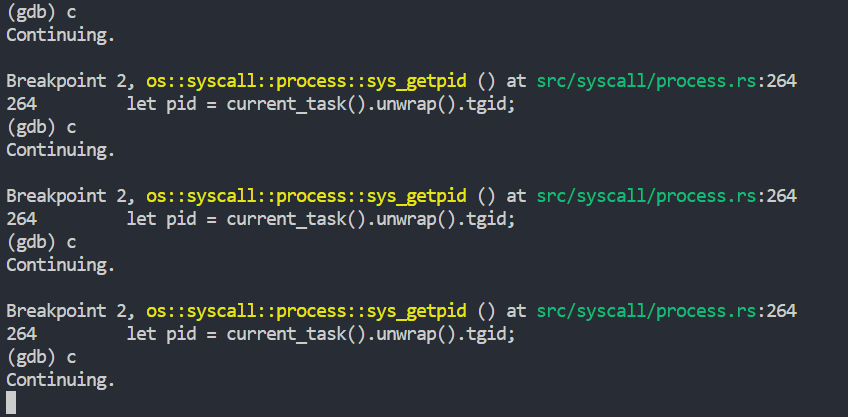 (gdb) c
Continuing.

Breakpoint 2, os::syscall::process::sys_getpid () at src/syscall/process.rs:264
264         let pid = current_task().unwrap().tgid;
(gdb) c
Continuing.

Breakpoint 2, os::syscall::process::sys_getpid () at src/syscall/process.rs:264
264         let pid = current_task().unwrap().tgid;
(gdb) c
Continuing.

Breakpoint 2, os::syscall::process::sys_getpid () at src/syscall/process.rs:264
264         let pid = current_task().unwrap().tgid;
(gdb) c
Continuing.